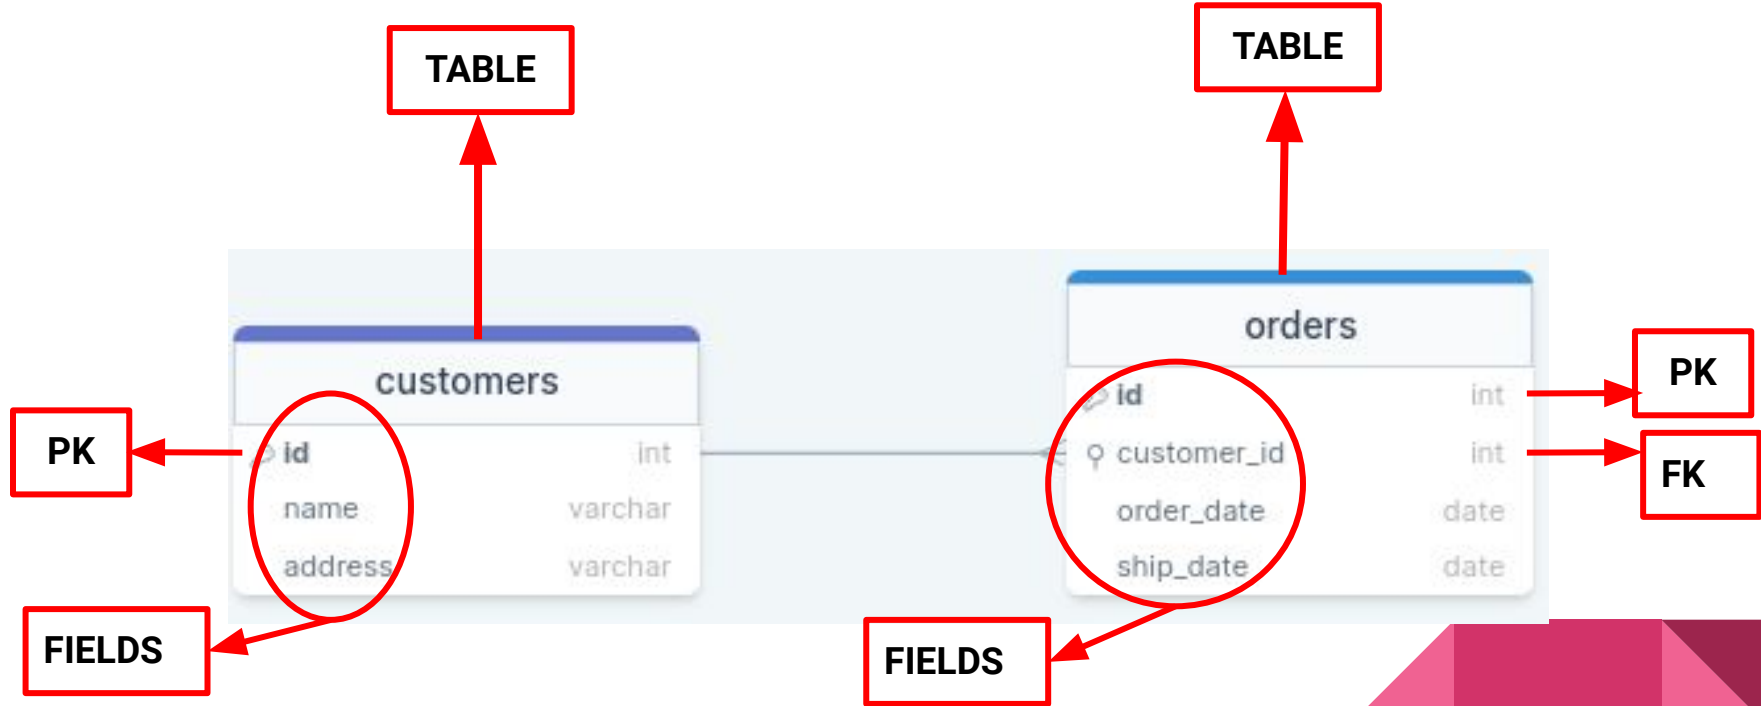 TABLE
TABLE
customers
PK
id int
name varchar
address varchar
FIELDS
orders
id int
PK
customer_id int
FK
order_date date
ship_date date
FIELDS